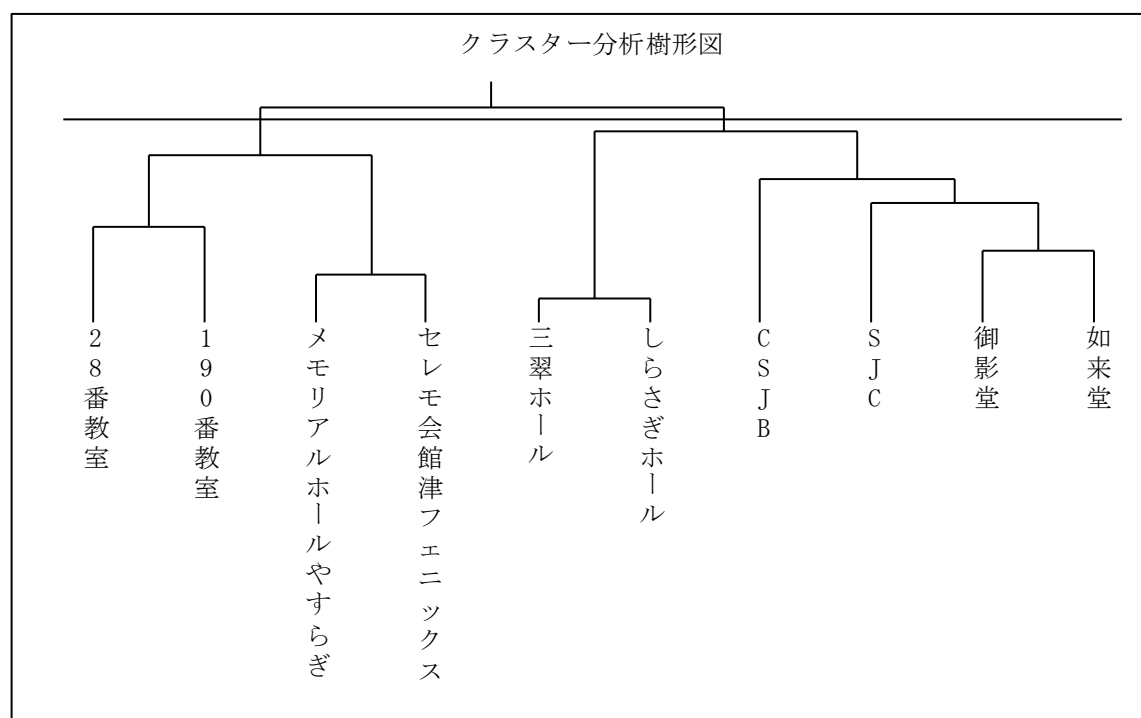 クラスター分析樹形図
28番教室
190番教室
メモリアルホールやすらぎ
セレモ会館津フェニックス
三翠ホール
しらさぎホール
CSJB
SJC
御影堂
如来堂